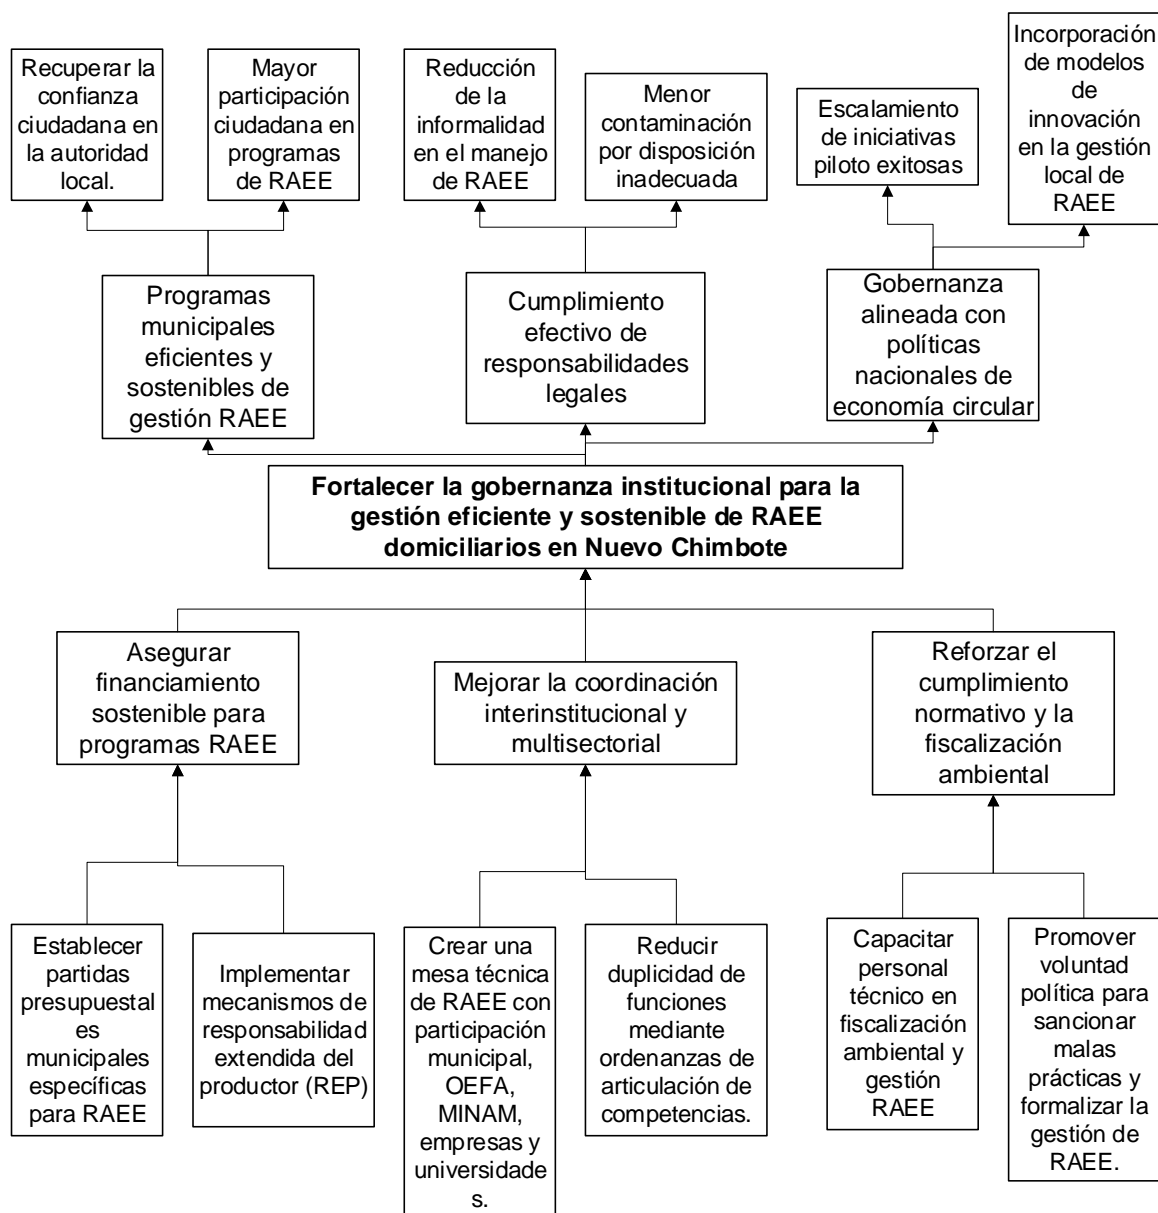 Recuperar la
confianza
ciudadana en
la autoridad
local.
Mayor
participación
ciudadana en
programas
de RAEE
Reducción
de la
informalidad
en el manejo
de RAEE
Menor
contaminación
por disposición
inadecuada
Escalamiento
de iniciativas
piloto exitosas
Incorporación
de modelos
de
innovación
en la gestión
local de
RAEE
Programas
municipales
eficientes y
sostenibles de
gestión RAEE
Cumplimiento
efectivo de
responsabilidades
legales
Gobernanza
alineada con
políticas
nacionales de
economía circular
Fortalecer la gobernanza institucional para la
gestión eficiente y sostenible de RAEE
domiciliarios en Nuevo Chimbote
Asegurar
financiamiento
sostenible para
programas RAEE
Mejorar la coordinación
interinstitucional y
multisectorial
Reforzar el
cumplimiento
normativo y la
fiscalización
ambiental
Establecer
partidas
presupuestal
es
municipales
específicas
para RAEE
Implementar
mecanismos de
responsabilidad
extendida del
productor (REP)
Crear una
mesa técnica
de RAEE con
participación
municipal,
OEFA,
MINAM,
empresas y
universidade
s.
Reducir
duplicidad de
funciones
mediante
ordenanzas de
articulación de
competencias.
Capacitar
personal
técnico en
fiscalización
ambiental y
gestión
RAEE
Promover
voluntad
política para
sancionar
malas
prácticas y
formalizar la
gestión de
RAEE.